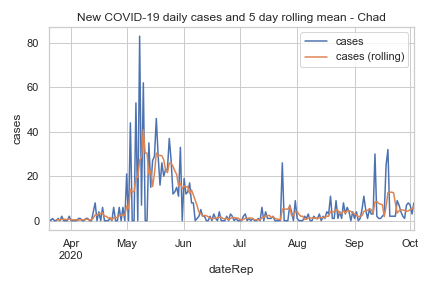 New COVID-19 daily cases and 5 day rolling mean - Chad
cases
cases (rolling)
80
60
40
20
0
cases
Apr
2020
May
Jun
Jul
Aug
Sep
Oct
dateRep